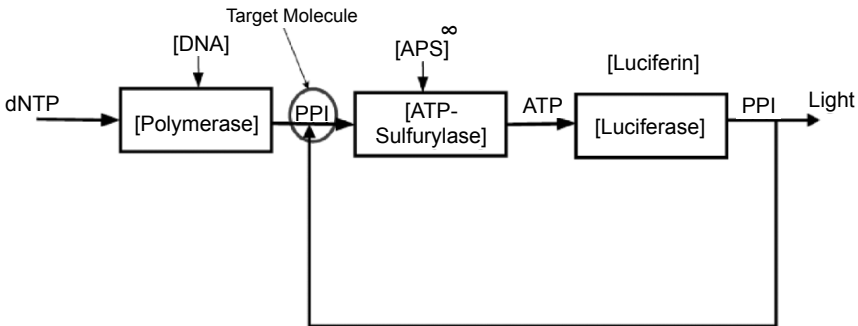 Target Molecule
[DNA]
[APS]∞
[Luciferin]
dNTP
[Polymerase]
PPI
[ATP-
Sulfurylase]
ATP
[Luciferase]
PPI
Light